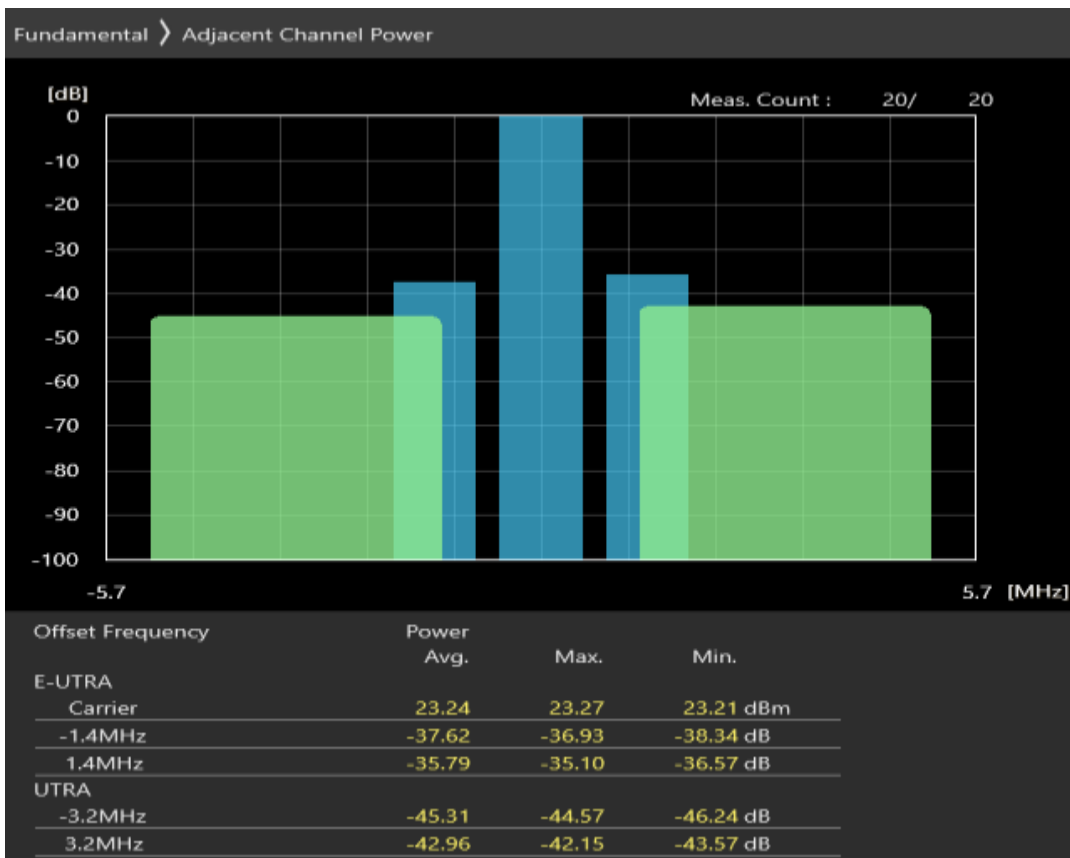 Fundamental 〉 Adjacent Channel Power
[dB]
Meas. Count : 20/ 20
0
-10
-20
-30
-40
-50
-60
-70
-80
-90
-100
-5.7 5.7 [MHz]
Offset Frequency Power
Avg. Max. Min.
E-UTRA
Carrier 23.24 23.27 23.21 dBm
-1.4MHz -37.62 -36.93 -38.34 dB
1.4MHz -35.79 -35.10 -36.57 dB
UTRA
-3.2MHz -45.31 -44.57 -46.24 dB
3.2MHz -42.96 -42.15 -43.57 dB